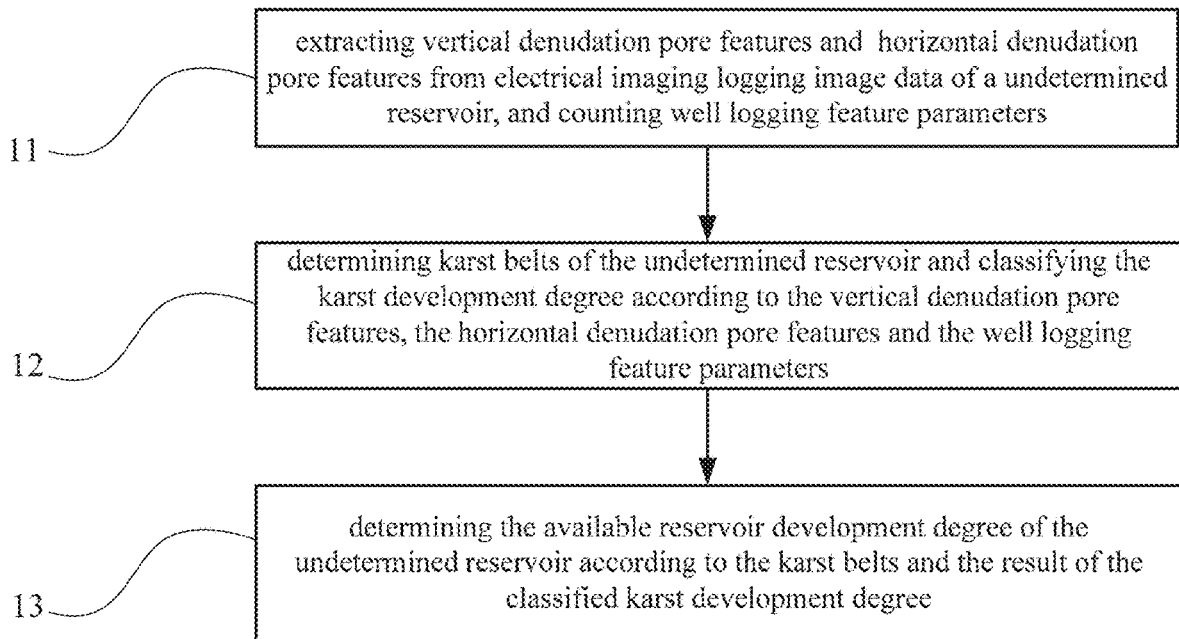 extracting vertical denudation pore features and horizontal denudation
pore features from electrical imaging logging image data of a undetermined
reservoir, and counting well logging feature parameters
11
determining karst belts of the undetermined reservoir and classifying the
karst development degree according to the vertical denudation pore
features, the horizontal denudation pore features and the well logging
feature parameters
12
determining the available reservoir development degree of the
undetermined reservoir according to the karst belts and the result of the
classified karst development degree
13